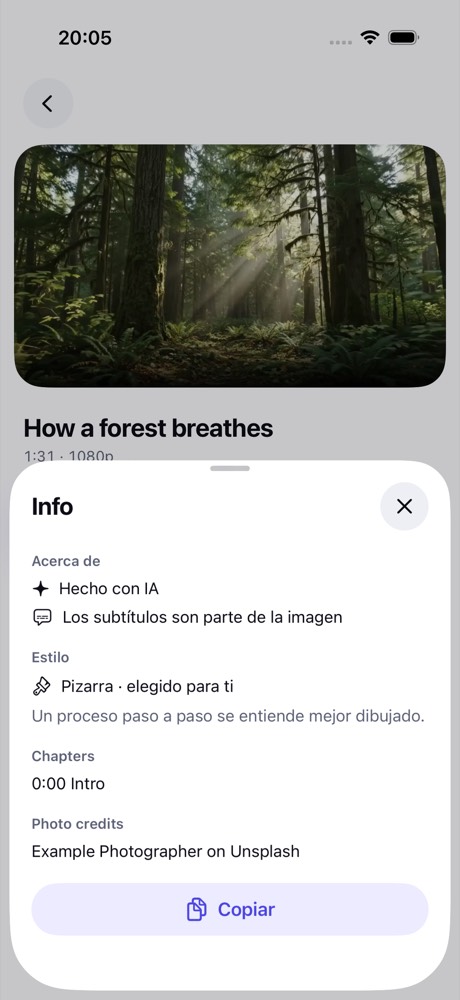 20:05
How a forest breathes
1:31 · 1080p
Info
Acerca de
Hecho con IA
Los subtítulos son parte de la imagen
Estilo
Pizarra · elegido para ti
Un proceso paso a paso se entiende mejor dibujado.
Chapters
0:00 Intro
Photo credits
Example Photographer on Unsplash
Copiar